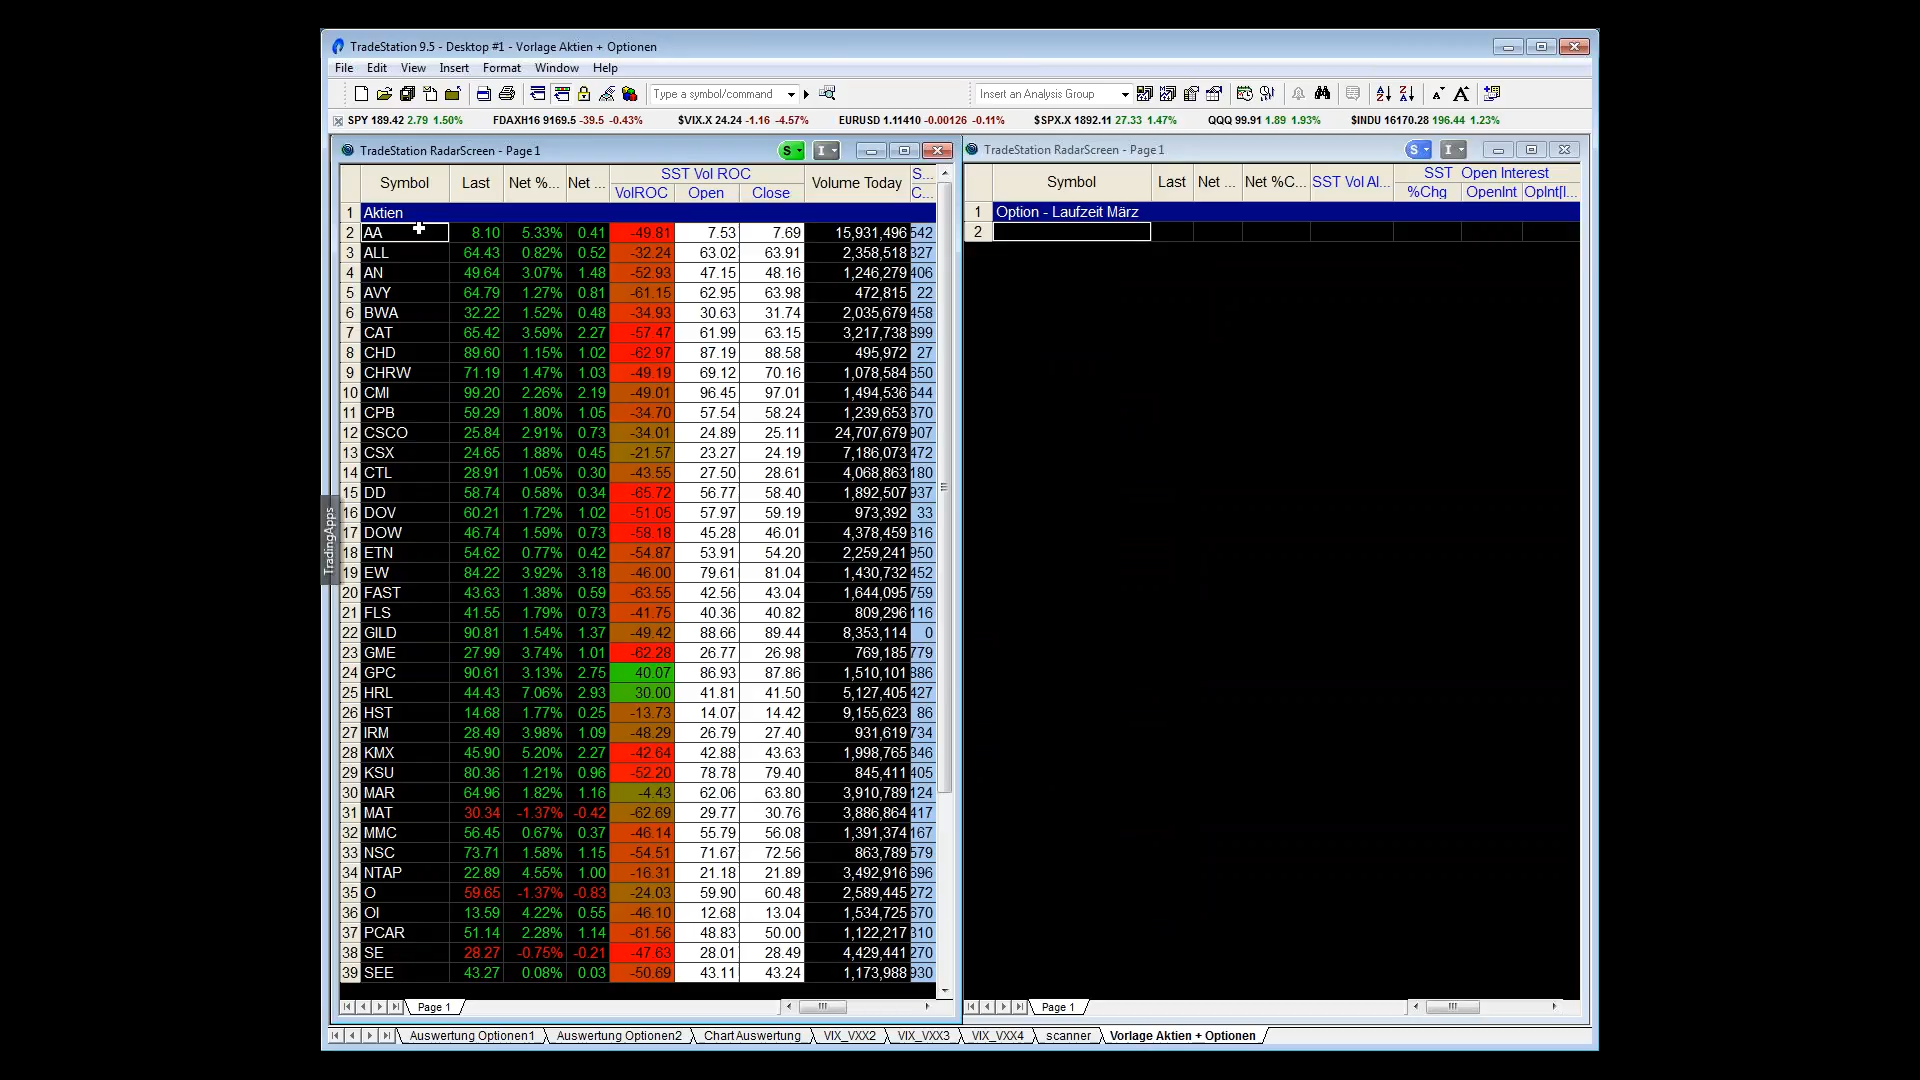 TradeStation 9.5 - Desktop #1 - Vorlage Aktien + Optionen
File Edit View Insert Format Window Help
Type a symbol/command Insert an Analysis Group
SPY 189.42 2.79 1.50% FDAXH16 9169.5 -39.5 -0.43% $VIX.X 24.24 -1.16 -4.57% EURUSD 1.11410 -0.00126 -0.11% $SPX.X 1892.11 27.33 1.47% QQQ 99.91 1.89 1.93% $INDU 16170.28 196.44 1.23%
TradeStation RadarScreen - Page 1 S I
Symbol Last Net %... Net ... SST Vol ROC Volume Today S...
VolROC Open Close C...
1 Aktien
2 AA 8.10 5.33% 0.41 -49.81 7.53 7.69 15,931,496 542
3 ALL 64.43 0.82% 0.52 -32.24 63.02 63.91 2,358,518 327
4 AN 49.64 3.07% 1.48 -52.93 47.15 48.16 1,246,279 406
5 AVY 64.79 1.27% 0.81 -61.15 62.95 63.98 472,815 22
6 BWA 32.22 1.52% 0.48 -34.93 30.63 31.74 2,035,679 458
7 CAT 65.42 3.59% 2.27 -57.47 61.99 63.15 3,217,738 899
8 CHD 89.60 1.15% 1.02 -62.97 87.19 88.58 495,972 27
9 CHRW 71.19 1.47% 1.03 -49.19 69.12 70.16 1,078,584 650
10 CMI 99.20 2.26% 2.19 -49.01 96.45 97.01 1,494,536 644
11 CPB 59.29 1.80% 1.05 -34.70 57.54 58.24 1,239,653 370
12 CSCO 25.84 2.91% 0.73 -34.01 24.89 25.11 24,707,679 907
13 CSX 24.65 1.88% 0.45 -21.57 23.27 24.19 7,186,073 472
14 CTL 28.91 1.05% 0.30 -43.55 27.50 28.61 4,068,863 180
15 DD 58.74 0.58% 0.34 -65.72 56.77 58.40 1,892,507 937
16 DOV 60.21 1.72% 1.02 -51.05 57.97 59.19 973,392 33
17 DOW 46.74 1.59% 0.73 -58.18 45.28 46.01 4,378,459 316
18 ETN 54.62 0.77% 0.42 -54.87 53.91 54.20 2,259,241 950
19 EW 84.22 3.92% 3.18 -46.00 79.61 81.04 1,430,732 452
20 FAST 43.63 1.38% 0.59 -63.55 42.56 43.04 1,644,095 759
21 FLS 41.55 1.79% 0.73 -41.75 40.36 40.82 809,296 116
22 GILD 90.81 1.54% 1.37 -49.42 88.66 89.44 8,353,114 0
23 GME 27.99 3.74% 1.01 -62.28 26.77 26.98 769,185 779
24 GPC 90.61 3.13% 2.75 40.07 86.93 87.86 1,510,101 886
25 HRL 44.43 7.06% 2.93 30.00 41.81 41.50 5,127,405 427
26 HST 14.68 1.77% 0.25 -13.73 14.07 14.42 9,155,623 86
27 IRM 28.49 3.98% 1.09 -48.29 26.79 27.40 931,619 734
28 KMX 45.90 5.20% 2.27 -42.64 42.88 43.63 1,998,765 346
29 KSU 80.36 1.21% 0.96 -52.20 78.78 79.40 845,411 405
30 MAR 64.96 1.82% 1.16 -4.43 62.06 63.80 3,910,789 124
31 MAT 30.34 -1.37% -0.42 -62.69 29.77 30.76 3,886,864 417
32 MMC 56.45 0.67% 0.37 -46.14 55.79 56.08 1,391,374 167
33 NSC 73.71 1.58% 1.15 -54.51 71.67 72.56 863,789 579
34 NTAP 22.89 4.55% 1.00 -16.31 21.18 21.89 3,492,916 696
35 O 59.65 -1.37% -0.83 -24.03 59.90 60.48 2,589,445 272
36 OI 13.59 4.22% 0.55 -46.10 12.68 13.04 1,534,725 670
37 PCAR 51.14 2.28% 1.14 -61.56 48.83 50.00 1,122,217 310
38 SE 28.27 -0.75% -0.21 -47.63 28.01 28.49 4,429,441 270
39 SEE 43.27 0.08% 0.03 -50.69 43.11 43.24 1,173,988 930
Page 1
TradingApps
TradeStation RadarScreen - Page 1 S I
Symbol Last Net ... Net %C... SST Vol Al... SST Open Interest
%Chg OpenInt OpInt[I...
1 Option - Laufzeit März
2
Page 1
Auswertung Optionen1 Auswertung Optionen2 Chart Auswertung VIX_VXX2 VIX_VXX3 VIX_VXX4 scanner Vorlage Aktien + Optionen